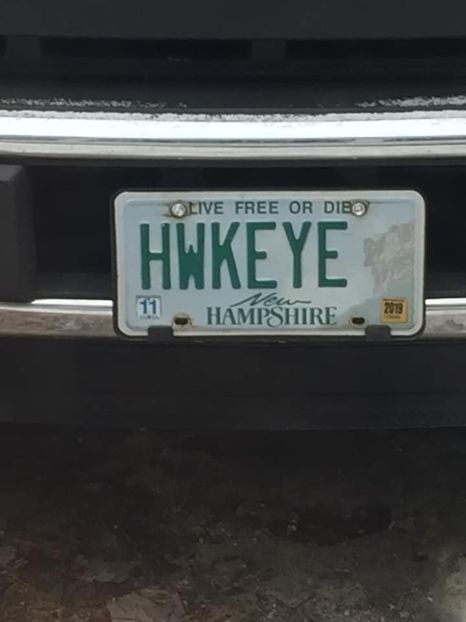 LIVE FREE OR DIE
HWKEYE
11 New 2019
HAMPSHIRE